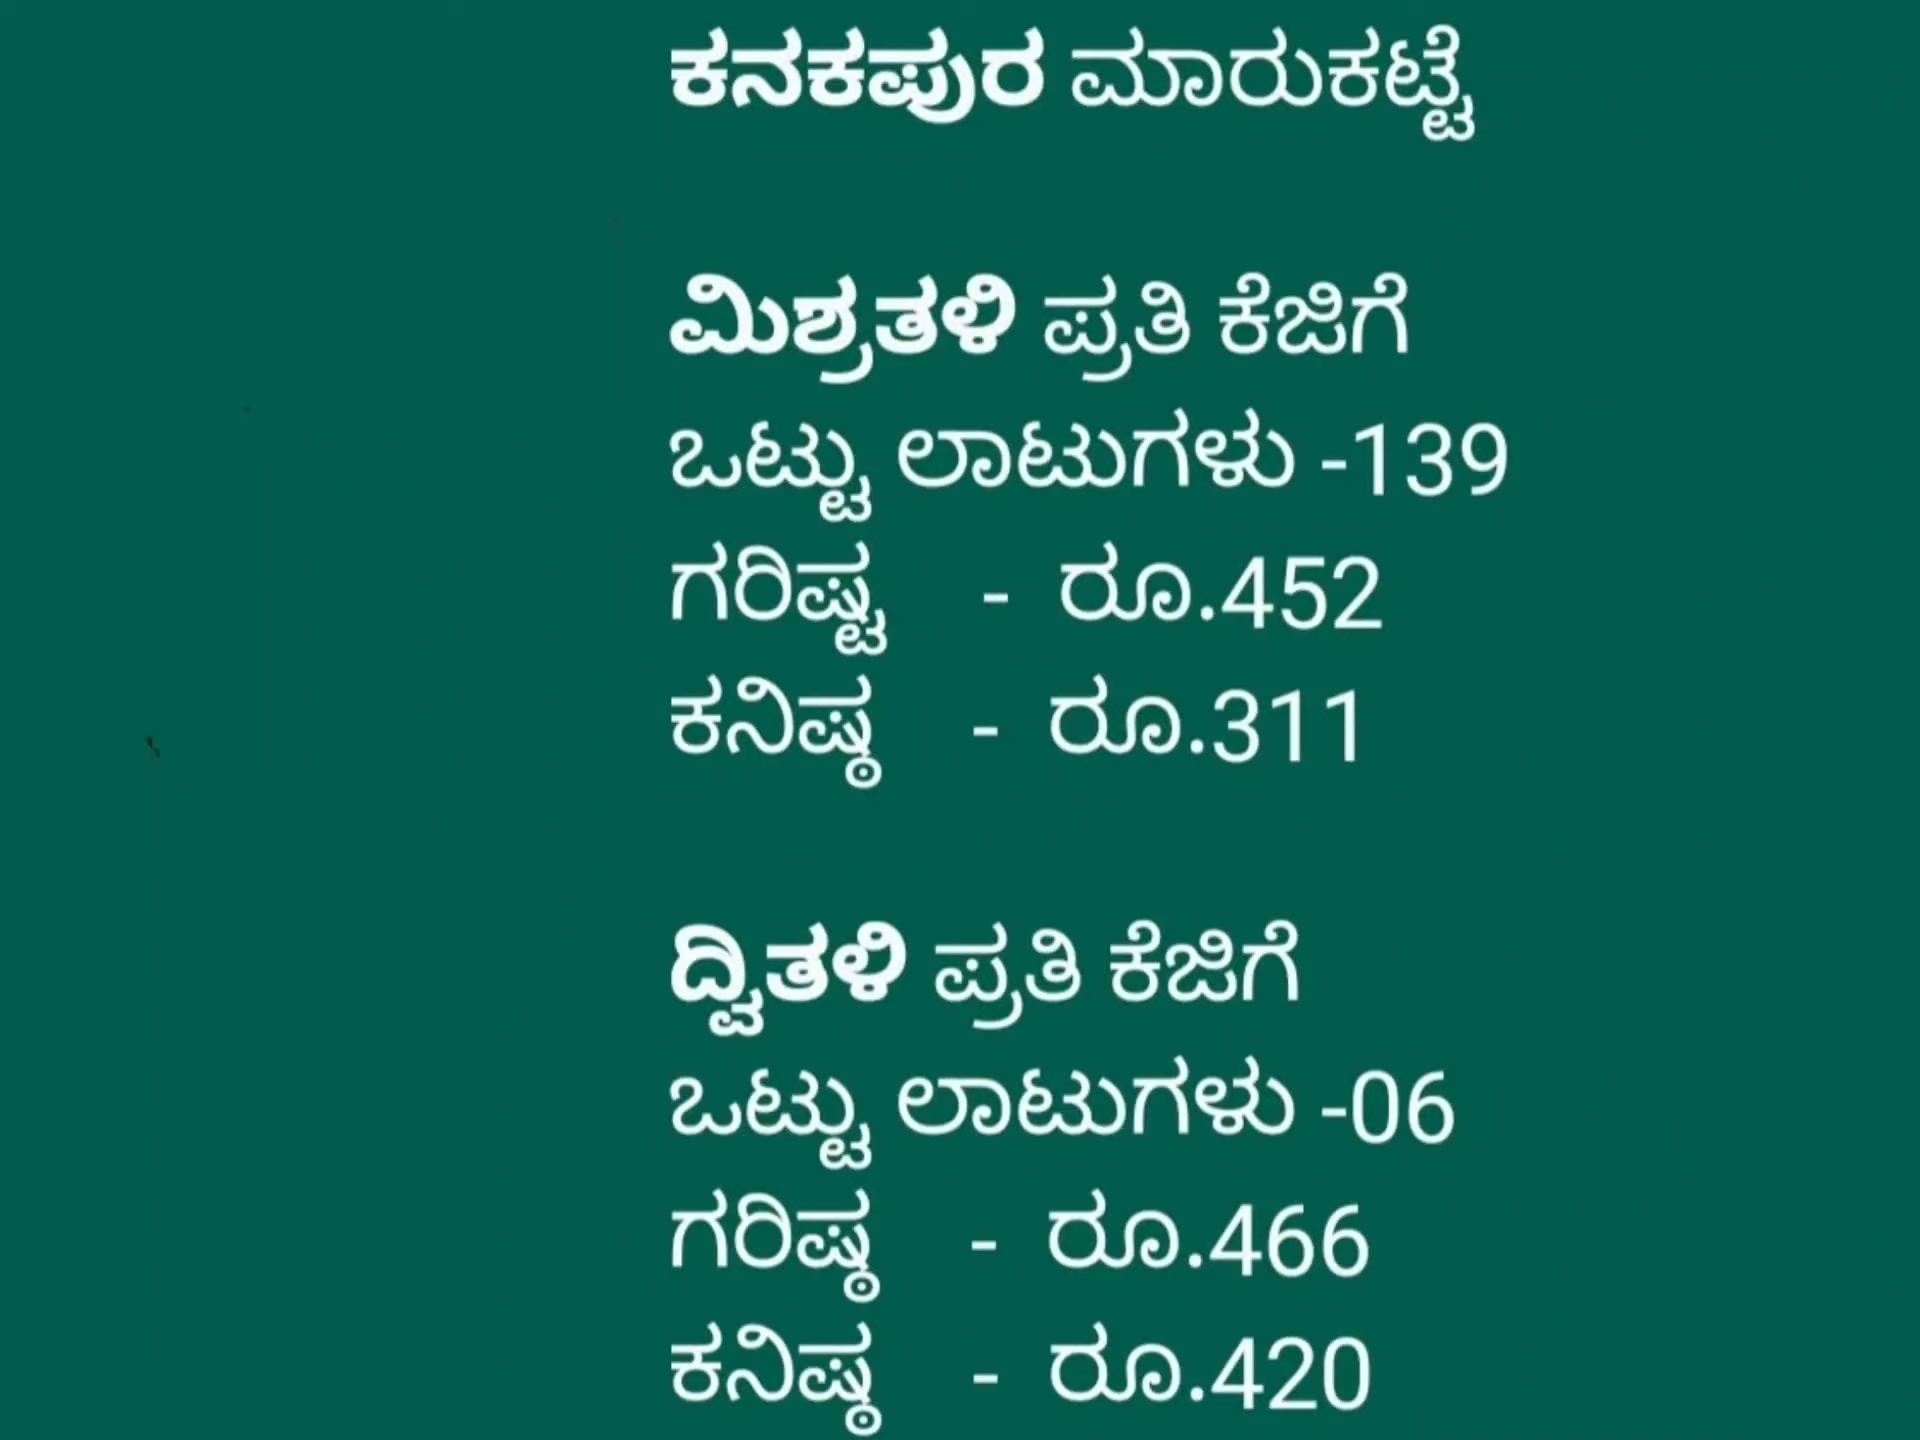 ಕನಕಪುರ ಮಾರುಕಟ್ಟೆ
ಮಿಶ್ರತಳಿ ಪ್ರತಿ ಕೆಜಿಗೆ
ಒಟ್ಟು ಲಾಟುಗಳು -139
ಗರಿಷ್ಟ - ರೂ.452
ಕನಿಷ್ಠ - ರೂ.311
ದ್ವಿತಳಿ ಪ್ರತಿ ಕೆಜಿಗೆ
ಒಟ್ಟು ಲಾಟುಗಳು -06
ಗರಿಷ್ಠ - ರೂ.466
ಕನಿಷ್ಠ - ರೂ.420